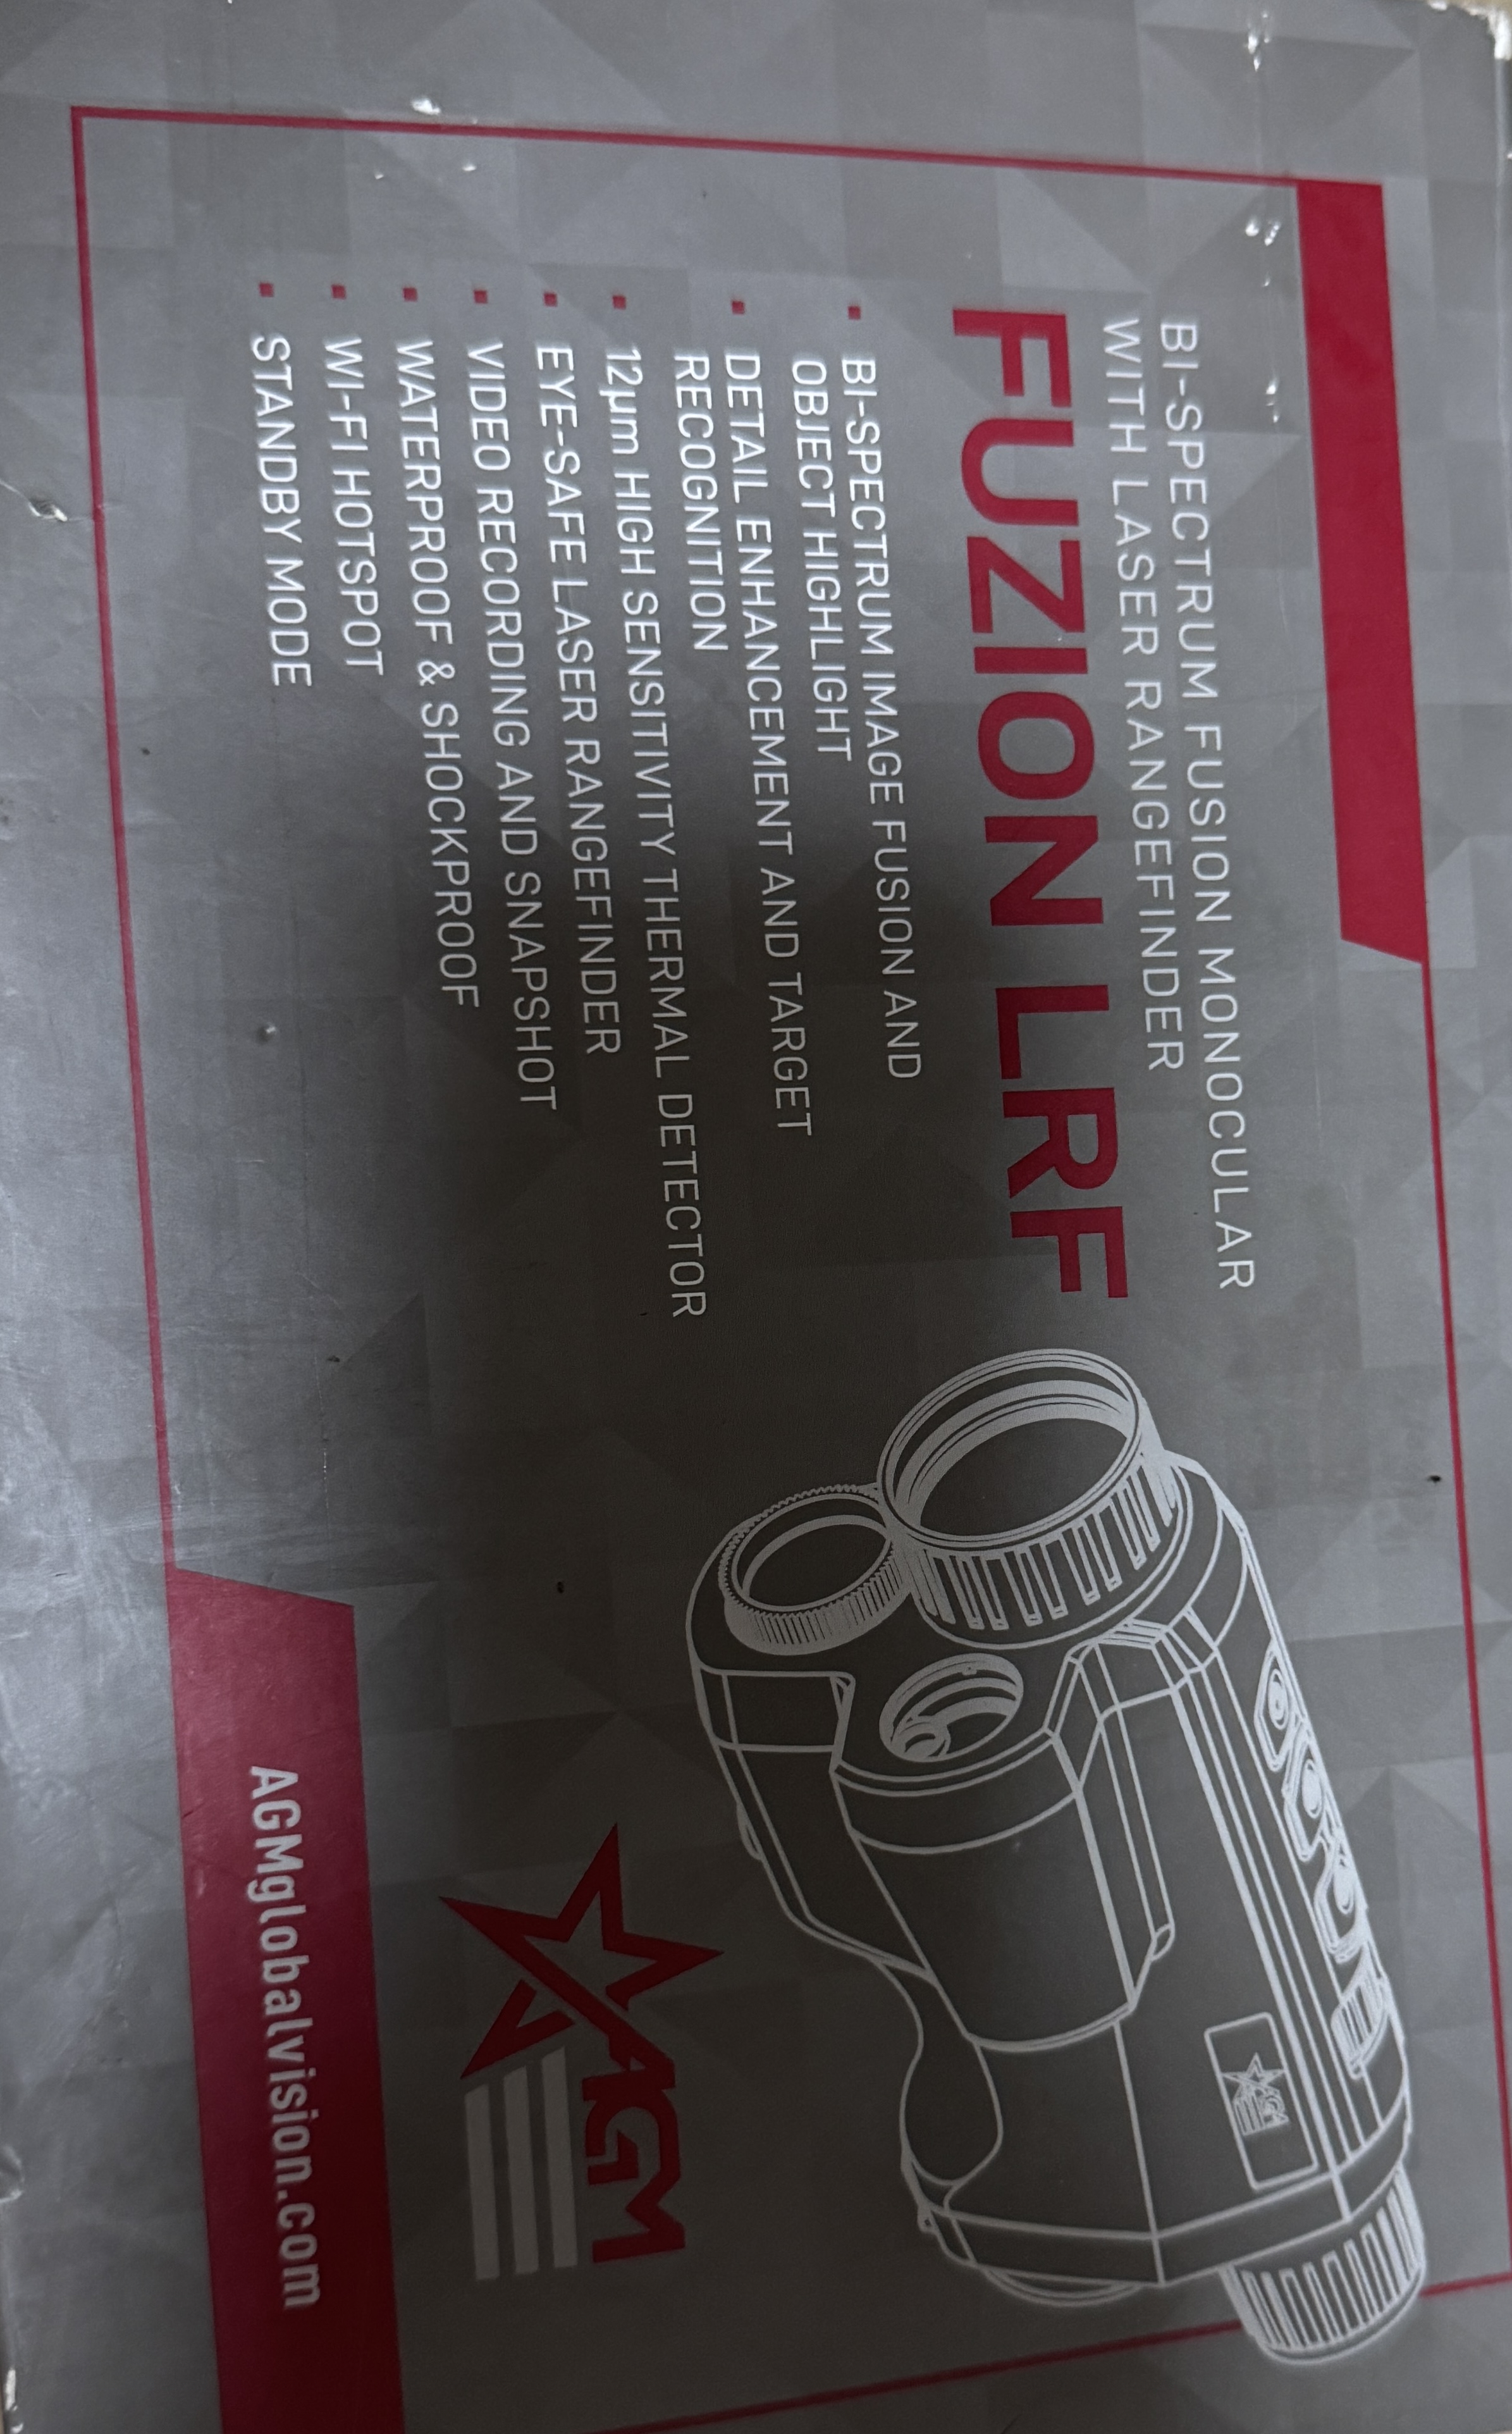 BI-SPECTRUM FUSION MONOCULAR
WITH LASER RANGEFINDER
FUZION LRF
BI-SPECTRUM IMAGE FUSION AND
OBJECT HIGHLIGHT
DETAIL ENHANCEMENT AND TARGET
RECOGNITION
12μm HIGH SENSITIVITY THERMAL DETECTOR
EYE-SAFE LASER RANGEFINDER
VIDEO RECORDING AND SNAPSHOT
WATERPROOF & SHOCKPROOF
WI-FI HOTSPOT
STANDBY MODE
AGM
AGM
AGMglobalvision.com